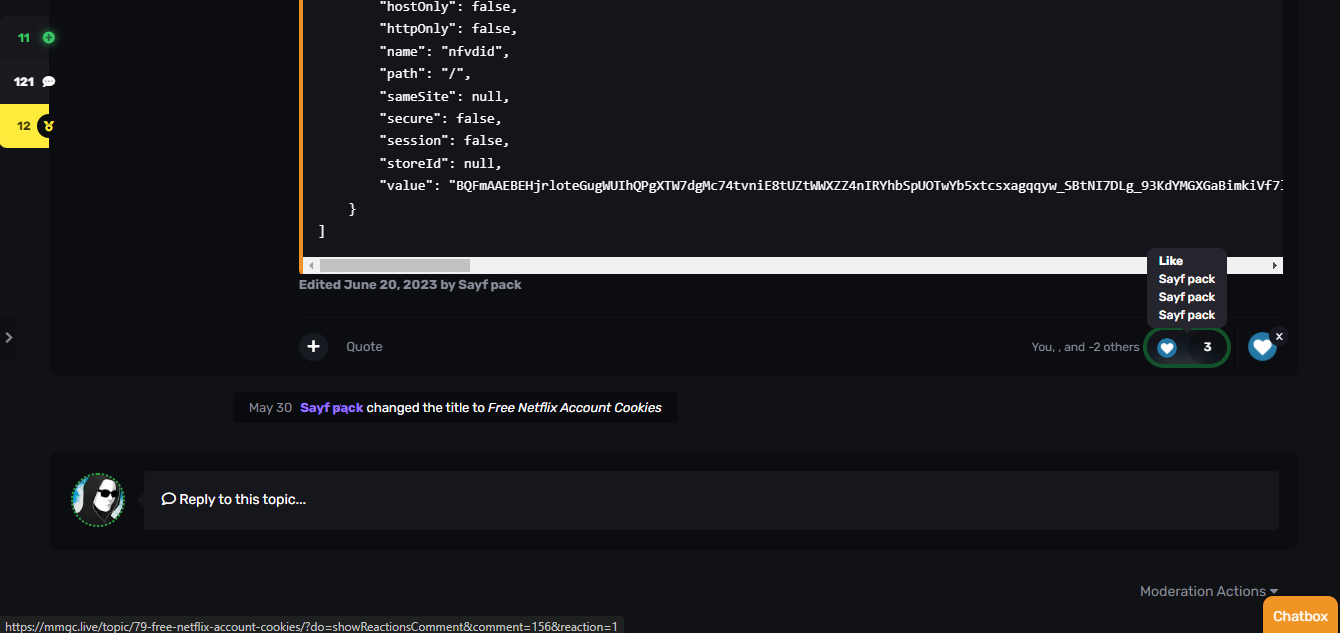 "hostOnly": false,
"httpOnly": false,
11
"name": "nfvdid",
"path": "/",
121
"sameSite": null,
"secure": false,
12
"session": false,
"storeId": null,
"value": "BQFmAAEBEHjrloteGugWUIhQPgXTW7dgMc74tvniE8tUZtWWXZZ4nIRYhbSpUOTwYb5xtcsxagqqyw_SBtNI7DLg_93KdYMGXGaBimkiVf7l
}
]
Like
Sayf pack
Sayf pack
Sayf pack
Edited June 20, 2023 by Sayf pack
Quote
You, , and -2 others
3
x
May 30 Sayf pack changed the title to Free Netflix Account Cookies
Reply to this topic...
Moderation Actions
Chatbox
https://mmgc.live/topic/79-free-netflix-account-cookies/?do=showReactionsComment&comment=156&reaction=1